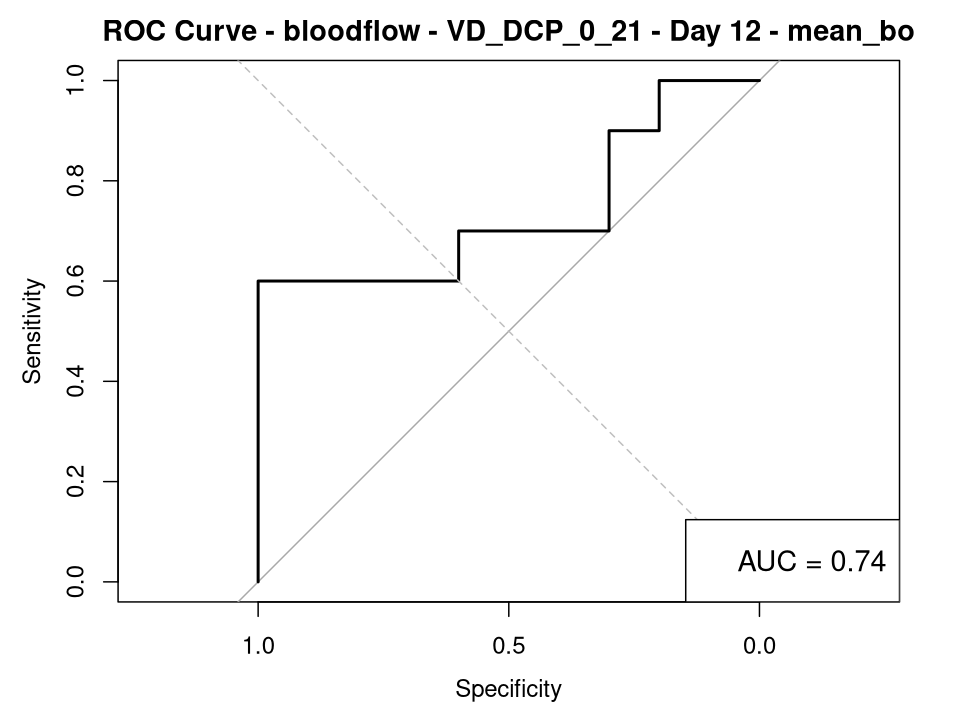 ROC Curve - bloodflow - VD_DCP_0_21 - Day 12 - mean_bo
1.0
0.8
0.6
0.4
0.2
0.0
Sensitivity
AUC = 0.74
1.0 0.5 0.0
Specificity